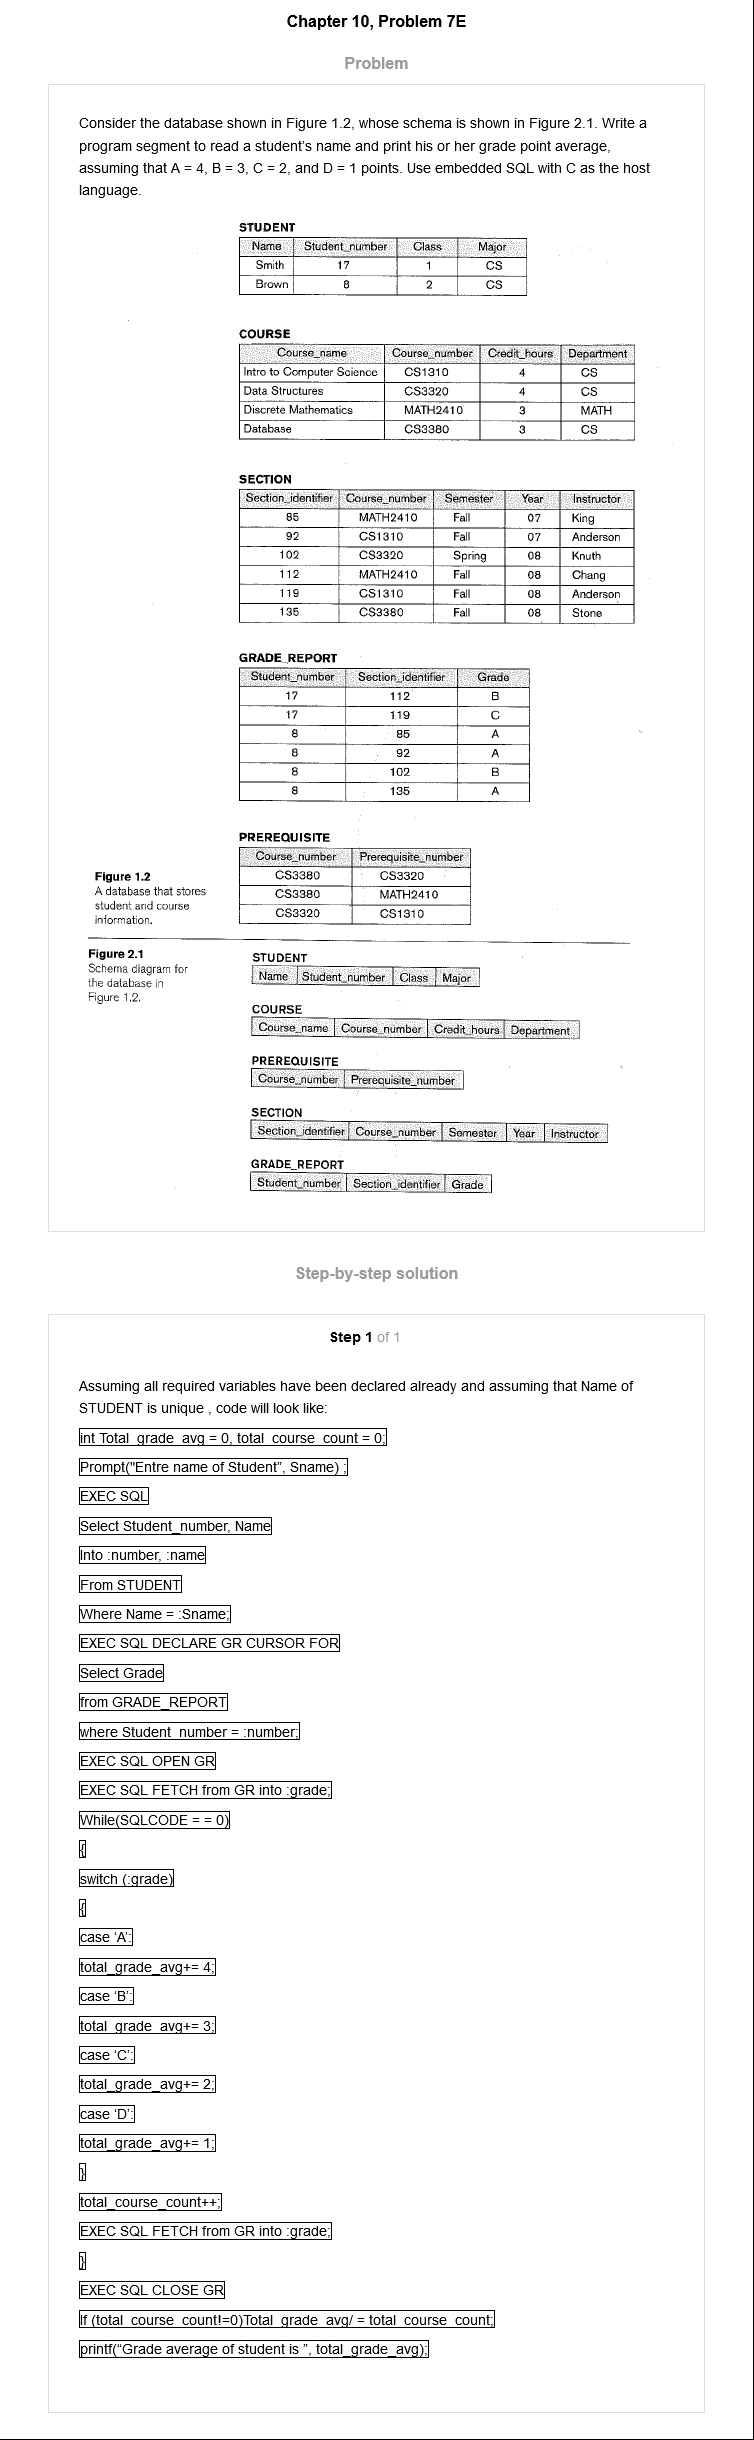 Chapter 10, Problem 7E
Problem
Consider the database shown in Figure 1.2, whose schema is shown in Figure 2.1. Write a
program segment to read a student's name and print his or her grade point average,
assuming that A = 4, B = 3, C = 2, and D = 1 points. Use embedded SQL with C as the host
language.
STUDENT
Name Student_number Class Major
Smith 17 1 CS
Brown 8 2 CS
COURSE
Course_name Course_number Credit_hours Department
Intro to Computer Science CS1310 4 CS
Data Structures CS3320 4 CS
Discrete Mathematics MATH2410 3 MATH
Database CS3380 3 CS
SECTION
Section_identifier Course_number Semester Year Instructor
85 MATH2410 Fall 07 King
92 CS1310 Fall 07 Anderson
102 CS3320 Spring 08 Knuth
112 MATH2410 Fall 08 Chang
119 CS1310 Fall 08 Anderson
135 CS3380 Fall 08 Stone
GRADE_REPORT
Student_number Section_identifier Grade
17 112 B
17 119 C
8 85 A
8 92 A
8 102 B
8 135 A
PREREQUISITE
Course_number Prerequisite_number
CS3380 CS3320
CS3380 MATH2410
CS3320 CS1310
Figure 1.2
A database that stores
student and course
information.
Figure 2.1
Schema diagram for
the database in
Figure 1.2.
STUDENT
Name Student_number Class Major
COURSE
Course_name Course_number Credit_hours Department
PREREQUISITE
Course_number Prerequisite_number
SECTION
Section_identifier Course_number Semester Year Instructor
GRADE_REPORT
Student_number Section_identifier Grade
Step-by-step solution
Step 1 of 1
Assuming all required variables have been declared already and assuming that Name of
STUDENT is unique , code will look like:
int Total_grade_avg = 0, total_course_count = 0;
Prompt("Entre name of Student”, Sname) ;
EXEC SQL
Select Student_number, Name
Into :number, :name
From STUDENT
Where Name = :Sname;
EXEC SQL DECLARE GR CURSOR FOR
Select Grade
from GRADE_REPORT
where Student_number = :number;
EXEC SQL OPEN GR
EXEC SQL FETCH from GR into :grade;
While(SQLCODE = = 0)
{
switch (:grade)
{
case ‘A’:
total_grade_avg+= 4;
case ‘B’:
total_grade_avg+= 3;
case ‘C’:
total_grade_avg+= 2;
case ‘D’:
total_grade_avg+= 1;
}
total_course_count++;
EXEC SQL FETCH from GR into :grade;
}
EXEC SQL CLOSE GR
If (total_course_count!=0)Total_grade_avg/ = total_course_count;
printf(“Grade average of student is ”, total_grade_avg);